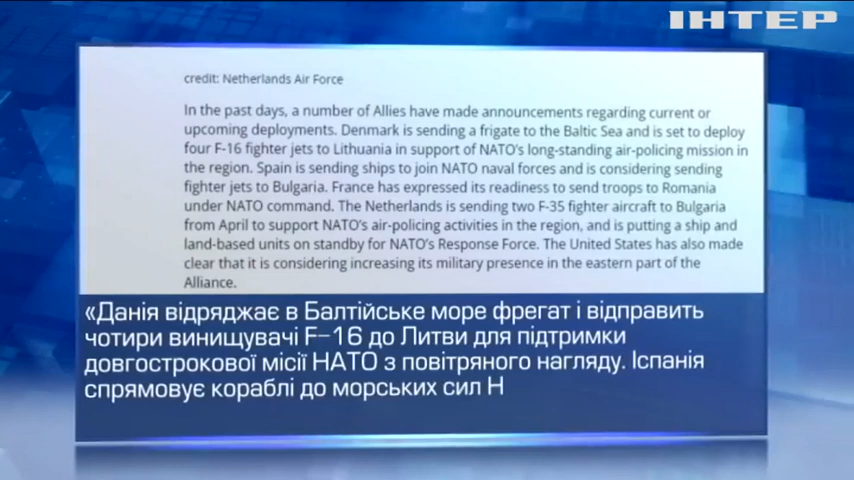 ІНТЕР
credit: Netherlands Air Force
In the past days, a number of Allies have made announcements regarding current or
upcoming deployments. Denmark is sending a frigate to the Baltic Sea and is set to deploy
four F-16 fighter jets to Lithuania in support of NATO's long-standing air-policing mission in
the region. Spain is sending ships to join NATO naval forces and is considering sending
fighter jets to Bulgaria. France has expressed its readiness to send troops to Romania
under NATO command. The Netherlands is sending two F-35 fighter aircraft to Bulgaria
from April to support NATO's air-policing activities in the region, and is putting a ship and
land-based units on standby for NATO's Response Force. The United States has also made
clear that it is considering increasing its military presence in the eastern part of the
Alliance.
«Данія відряджає в Балтійське море фрегат і відправить
чотири винищувачі F–16 до Литви для підтримки
довгострокової місії НАТО з повітряного нагляду. Іспанія
спрямовує кораблі до морських сил Н